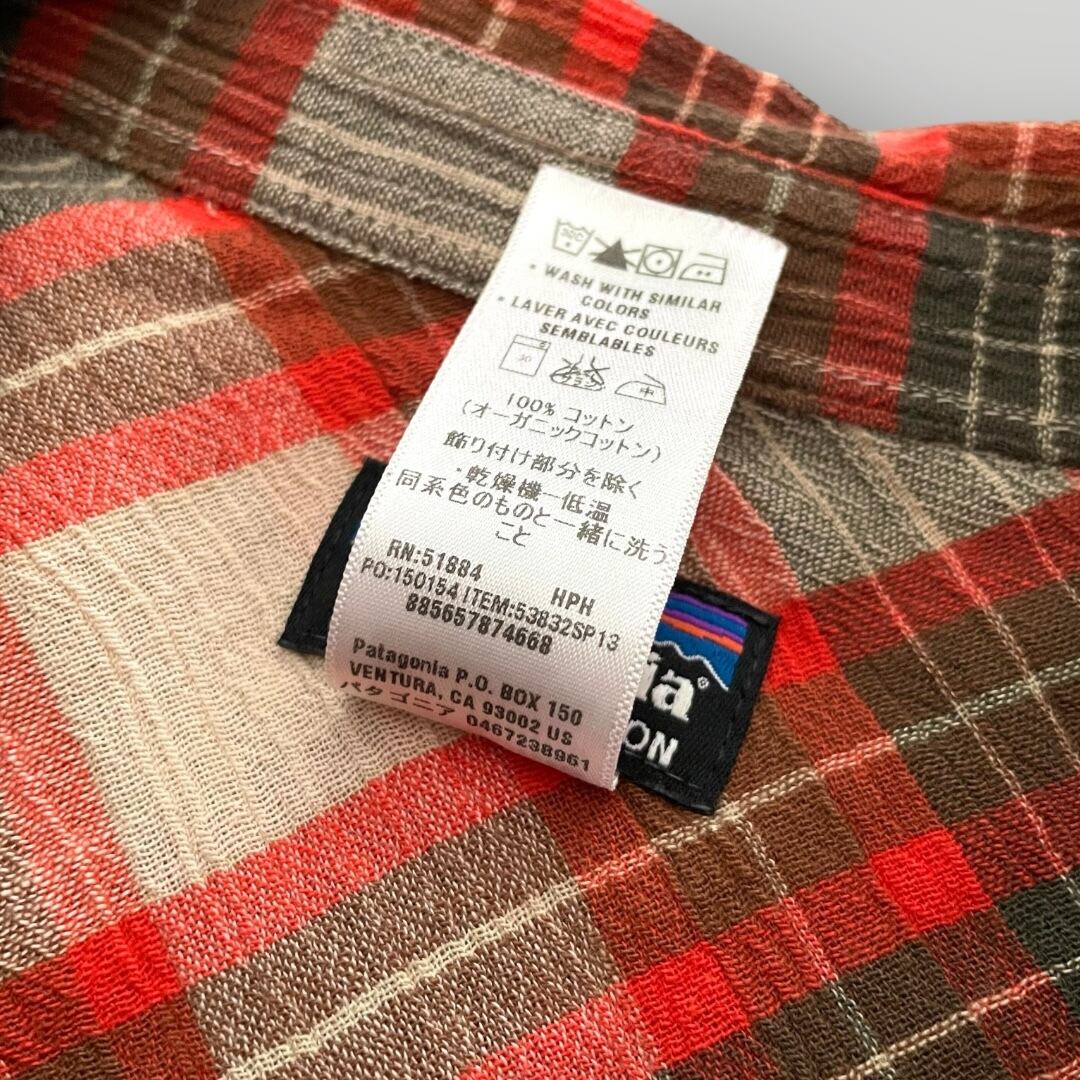 30C
• WASH WITH SIMILAR
COLORS
• LAVER AVEC COULEURS
SEMBLABLES
30
中
100% コットン
(オーガニックコットン)
飾り付け部分を除く
・乾燥機－低温
同系色のものと一緒に洗う
こと
RN:51884
HPH
PO:150154 ITEM:53832SP13
885657874668
Patagonia P.O. BOX 150
VENTURA, CA 93002 US
パタゴニア 0467238961